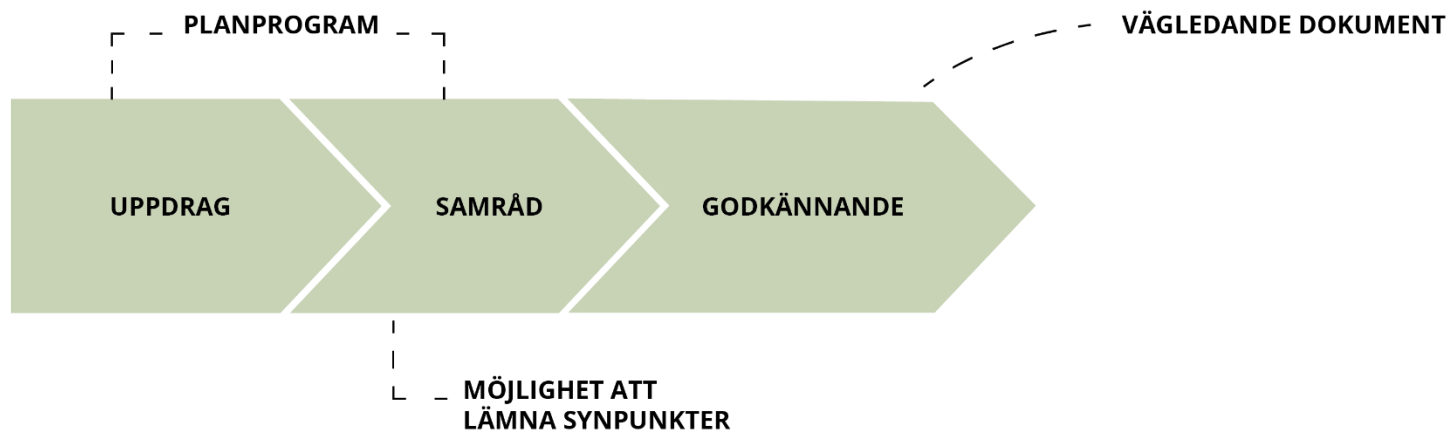 PLANPROGRAM
VÄGLEDANDE DOKUMENT
UPPDRAG
SAMRÅD
GODKÄNNANDE
MÖJLIGHET ATT
LÄMNA SYNPUNKTER